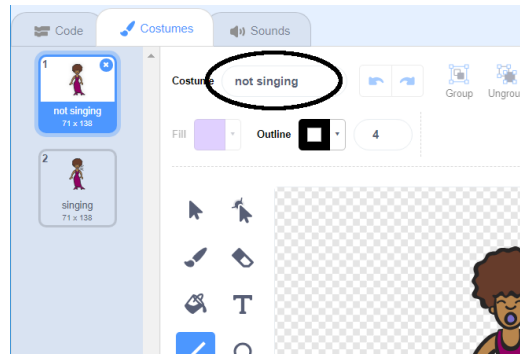 Code
Costumes
Sounds
1
not singing
71 x 138
2
singing
71 x 138
Costume
not singing
Group
Ungrou
Fill
Outline
4
T